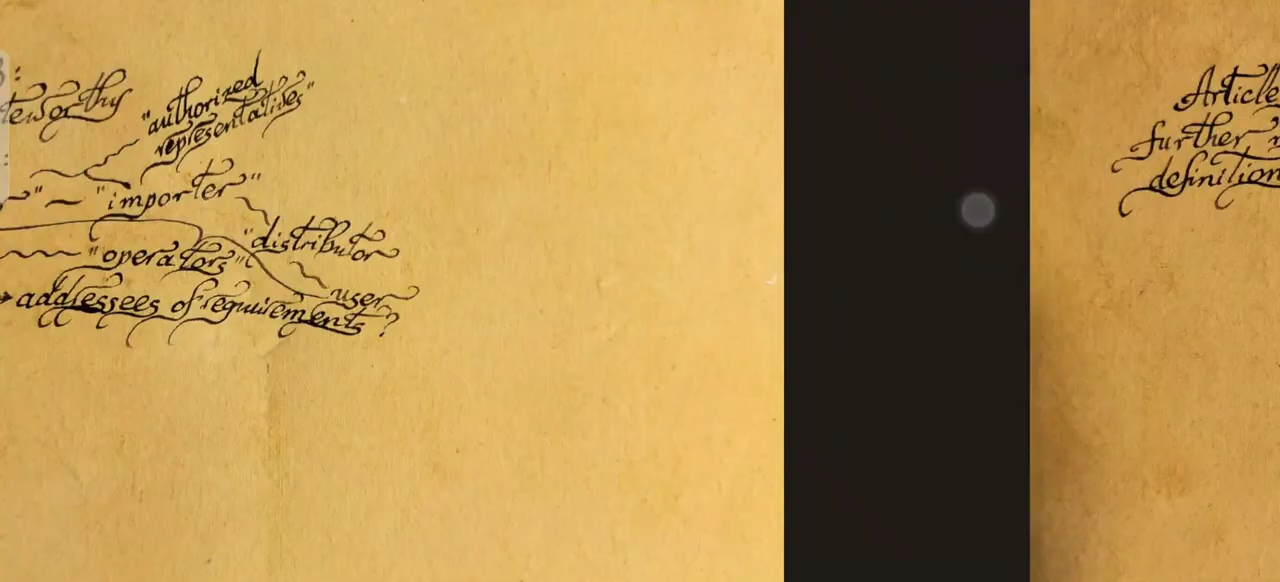 "authorized
representatives"
"importer"
"distributor
"operators"
user
addressees of requirements?
Article
further
definition